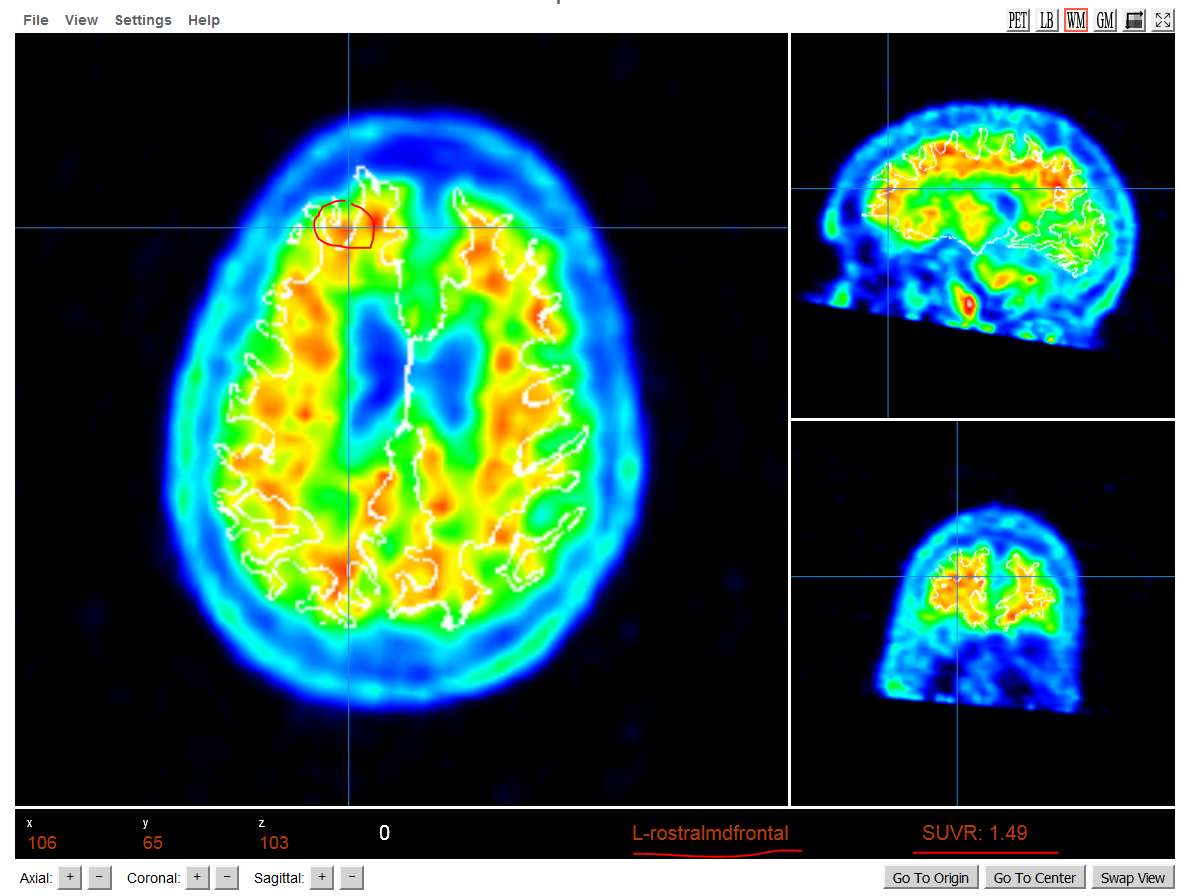 File View Settings Help
PET LB WM GM
x y z
106 65 103 0 L-rostralmdfrontal SUVR: 1.49
Axial: + − Coronal: + − Sagittal: + − Go To Origin Go To Center Swap View